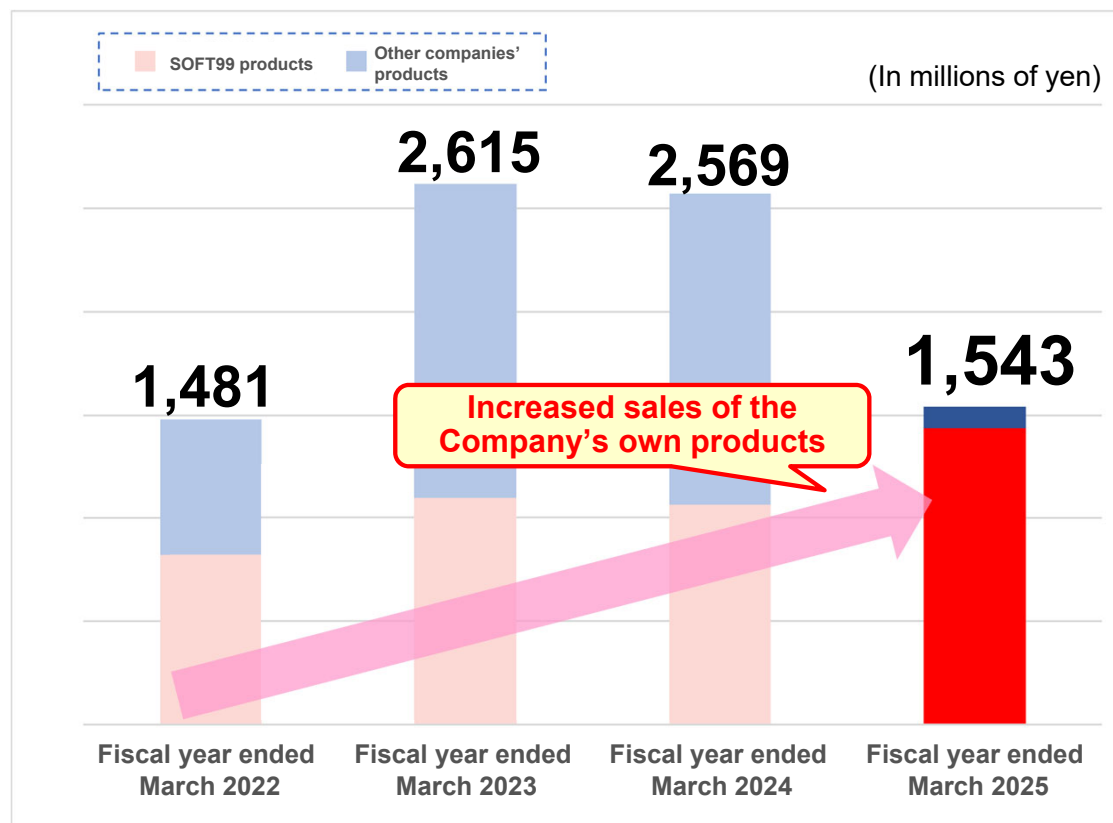 SOFT99 products
Other companies’
products
(In millions of yen)
2,615
2,569
1,481
1,543
Increased sales of the
Company’s own products
Fiscal year ended
March 2022
Fiscal year ended
March 2023
Fiscal year ended
March 2024
Fiscal year ended
March 2025